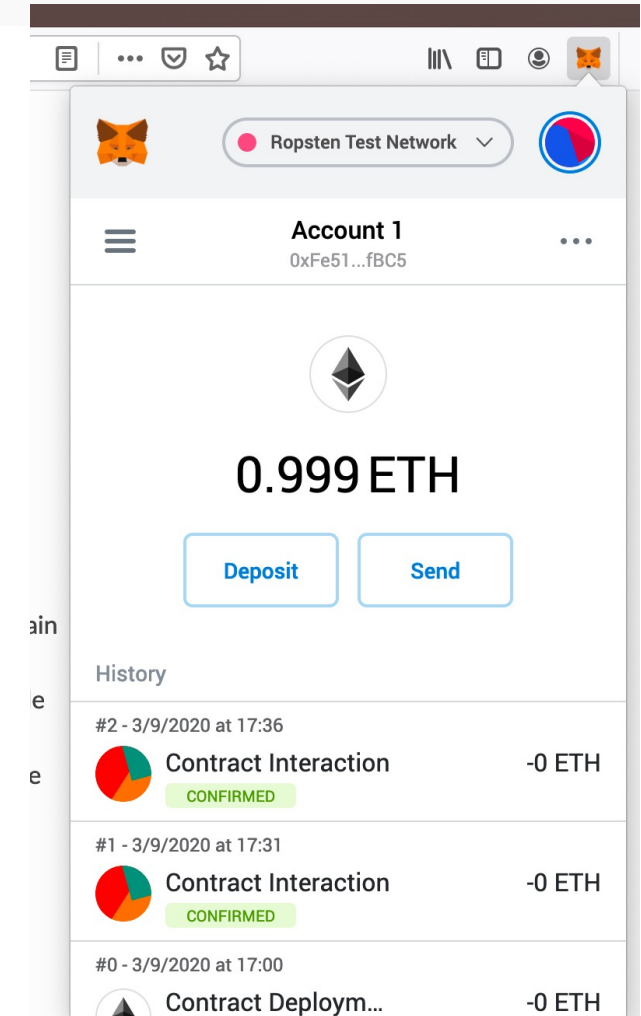 Ropsten Test Network
Account 1
0xFe51...fBC5
0.999 ETH
Deposit
Send
ain
History
e
#2 - 3/9/2020 at 17:36
Contract Interaction
-0 ETH
e
CONFIRMED
#1 - 3/9/2020 at 17:31
Contract Interaction
-0 ETH
CONFIRMED
#0 - 3/9/2020 at 17:00
Contract Deploym...
-0 ETH